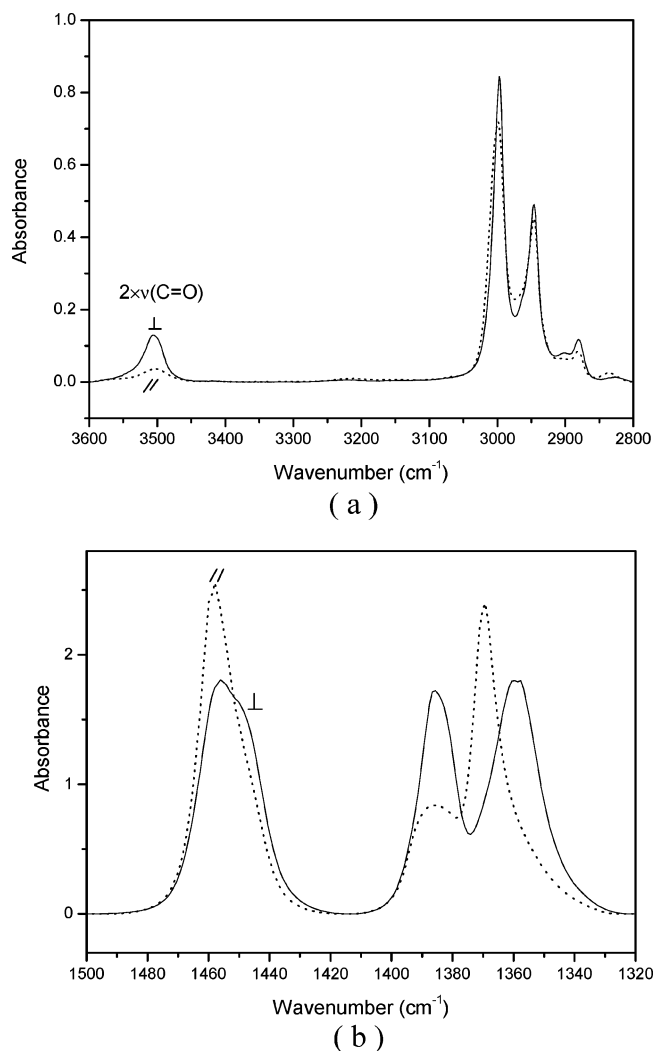 1.0
0.8
0.6
0.4
0.2
0.0
Absorbance
2×ν(C=O)
⊥
//
3600 3500 3400 3300 3200 3100 3000 2900 2800
Wavenumber (cm⁻¹)
( a )
2
1
0
Absorbance
//
⊥
1500 1480 1460 1440 1420 1400 1380 1360 1340 1320
Wavenumber (cm⁻¹)
( b )